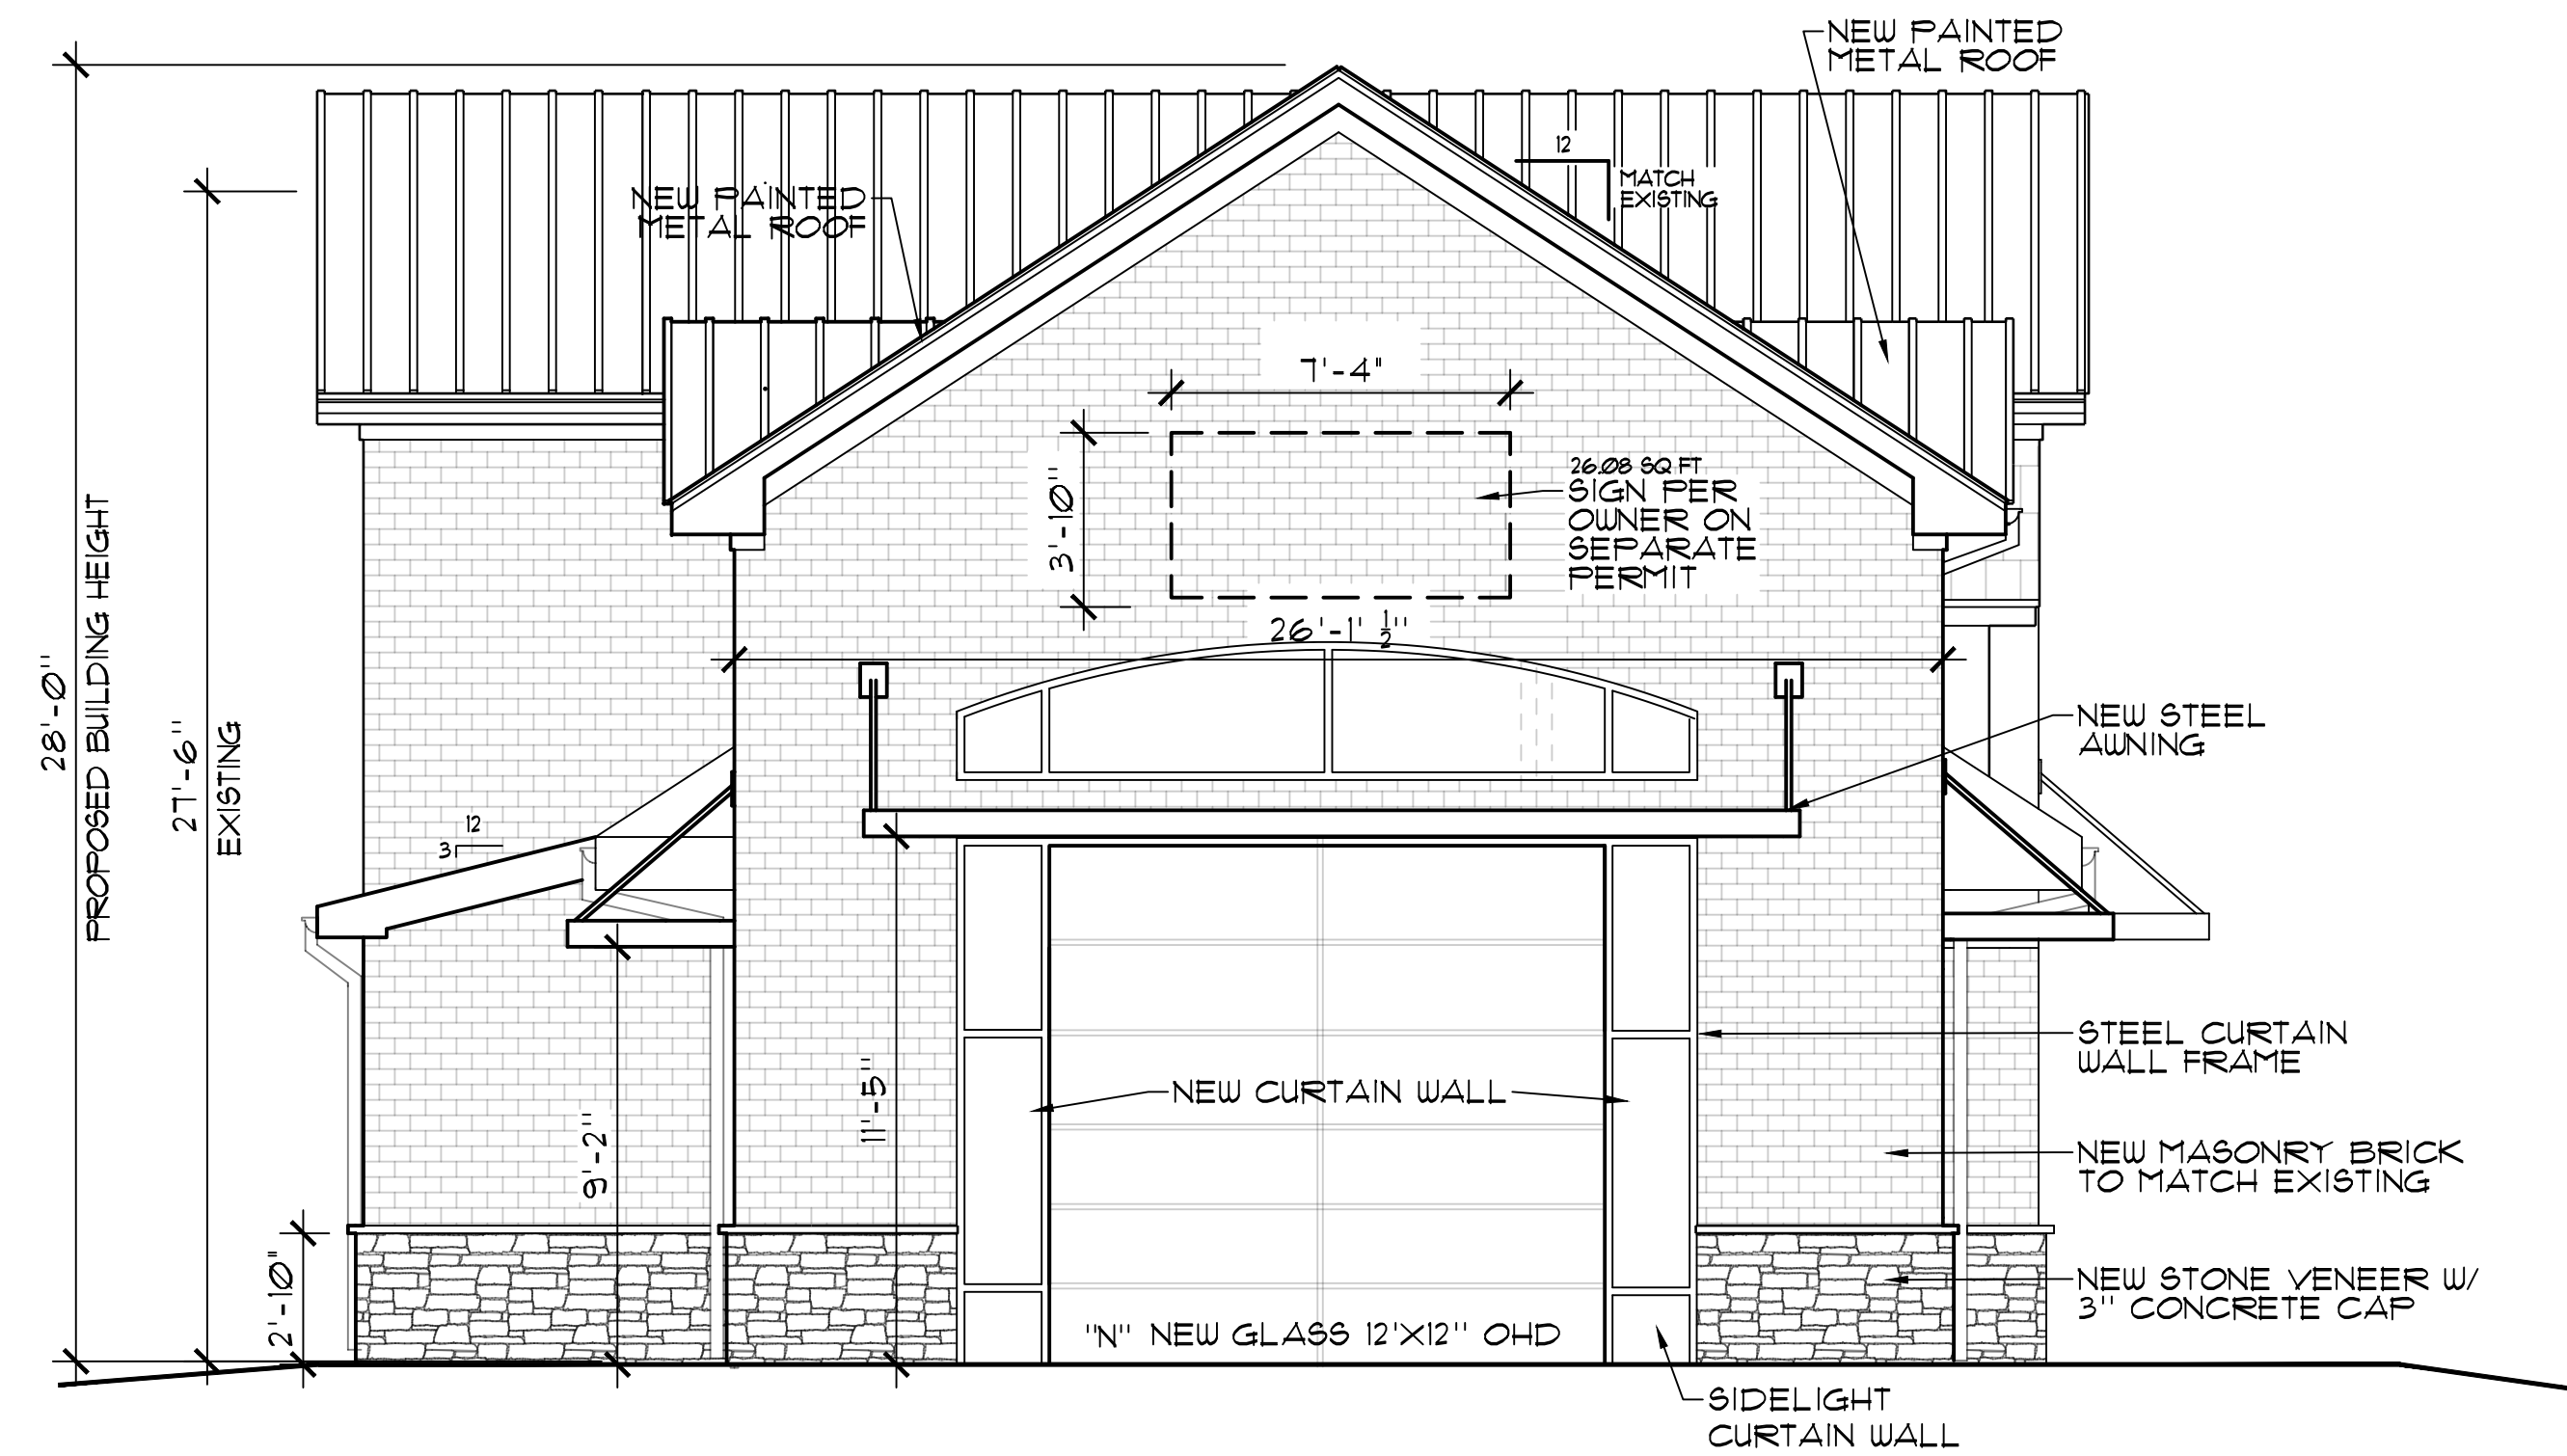 NEW PAINTED
METAL ROOF
NEW PAINTED
METAL ROOF
12
MATCH
EXISTING
7'-4"
3'-10"
26.08 SQ FT
SIGN PER
OWNER ON
SEPARATE
PERMIT
26'-1' 1/2"
28'-0"
PROPOSED BUILDING HEIGHT
27'-6"
EXISTING
12
3
NEW STEEL
AWNING
STEEL CURTAIN
WALL FRAME
NEW CURTAIN WALL
11'-5"
9'-2"
NEW MASONRY BRICK
TO MATCH EXISTING
2'-10"
NEW STONE VENEER W/
3" CONCRETE CAP
"N" NEW GLASS 12'X12" OHD
SIDELIGHT
CURTAIN WALL